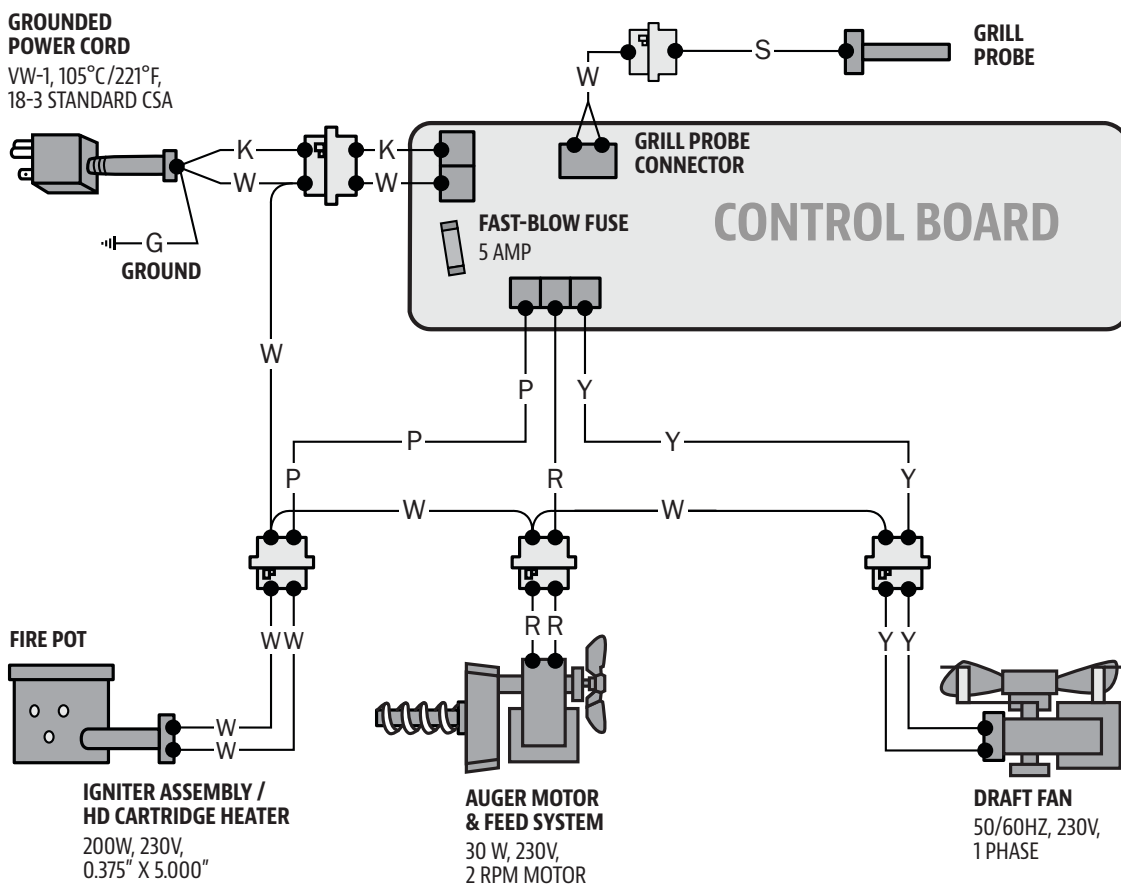 GROUNDED
POWER CORD
VW-1, 105°C/221°F,
18-3 STANDARD CSA
GRILL
PROBE
S
W
K
K
W
W
GRILL PROBE
CONNECTOR
CONTROL BOARD
FAST-BLOW FUSE
5 AMP
G
GROUND
W
P
Y
P
Y
P
R
Y
W
W
W W
R R
Y Y
FIRE POT
W
W
IGNITER ASSEMBLY /
HD CARTRIDGE HEATER
200W, 230V,
0.375” X 5.000”
AUGER MOTOR
& FEED SYSTEM
30 W, 230V,
2 RPM MOTOR
DRAFT FAN
50/60HZ, 230V,
1 PHASE